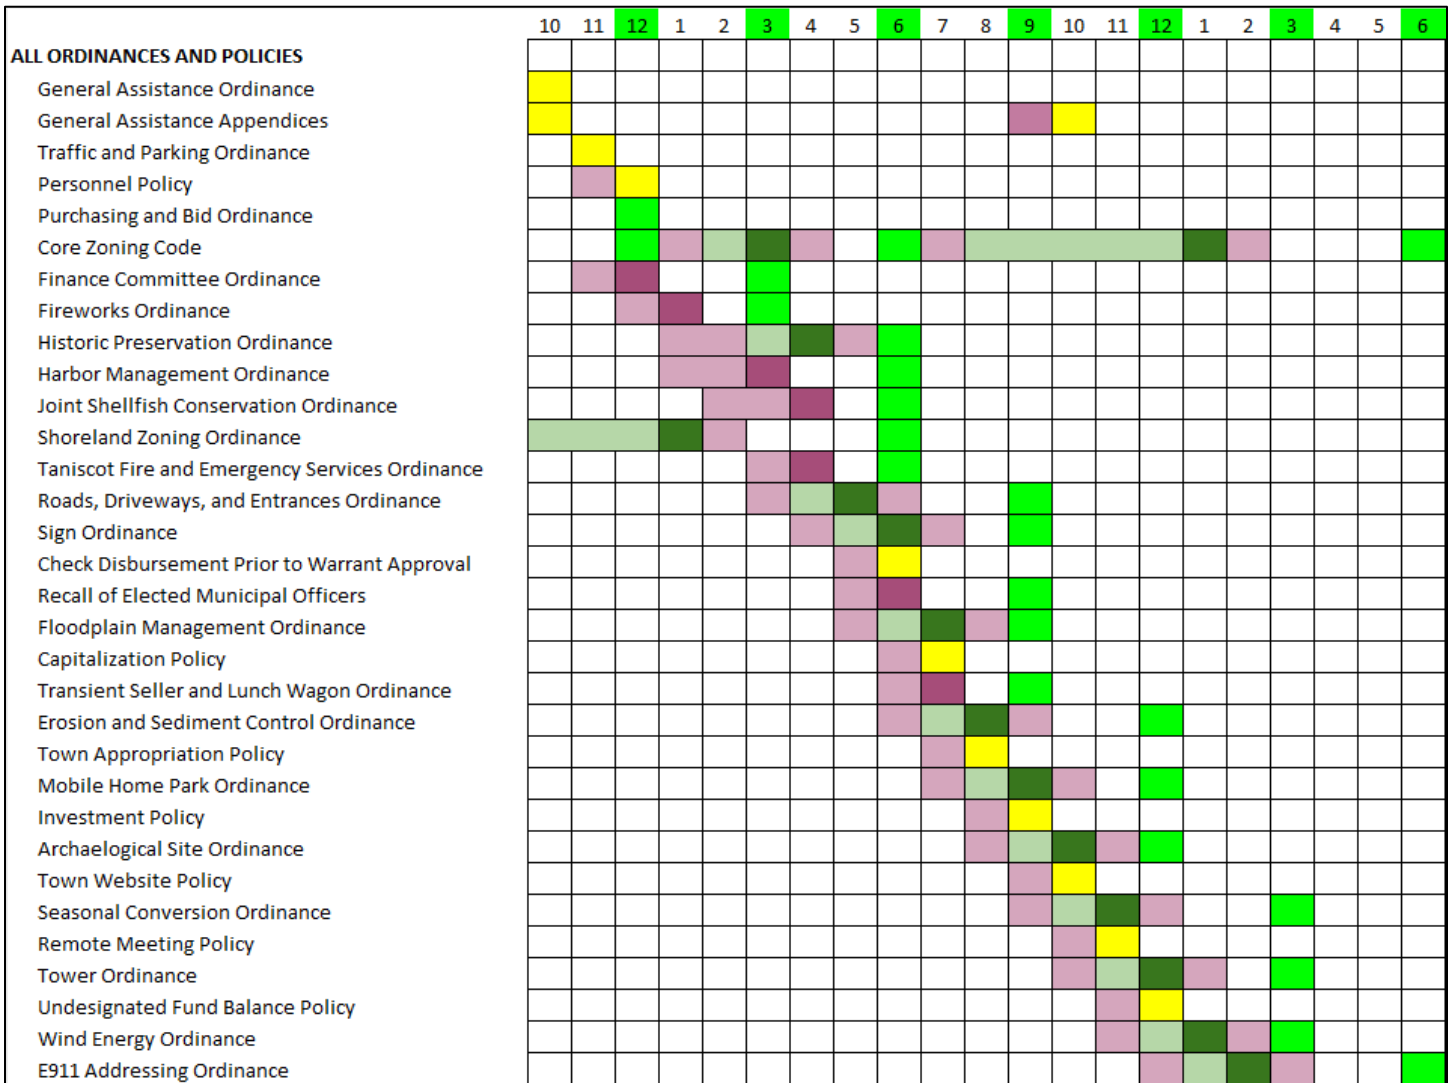 10 11 12 1 2 3 4 5 6 7 8 9 10 11 12 1 2 3 4 5 6
ALL ORDINANCES AND POLICIES
General Assistance Ordinance
General Assistance Appendices
Traffic and Parking Ordinance
Personnel Policy
Purchasing and Bid Ordinance
Core Zoning Code
Finance Committee Ordinance
Fireworks Ordinance
Historic Preservation Ordinance
Harbor Management Ordinance
Joint Shellfish Conservation Ordinance
Shoreland Zoning Ordinance
Taniscot Fire and Emergency Services Ordinance
Roads, Driveways, and Entrances Ordinance
Sign Ordinance
Check Disbursement Prior to Warrant Approval
Recall of Elected Municipal Officers
Floodplain Management Ordinance
Capitalization Policy
Transient Seller and Lunch Wagon Ordinance
Erosion and Sediment Control Ordinance
Town Appropriation Policy
Mobile Home Park Ordinance
Investment Policy
Archaelogical Site Ordinance
Town Website Policy
Seasonal Conversion Ordinance
Remote Meeting Policy
Tower Ordinance
Undesignated Fund Balance Policy
Wind Energy Ordinance
E911 Addressing Ordinance